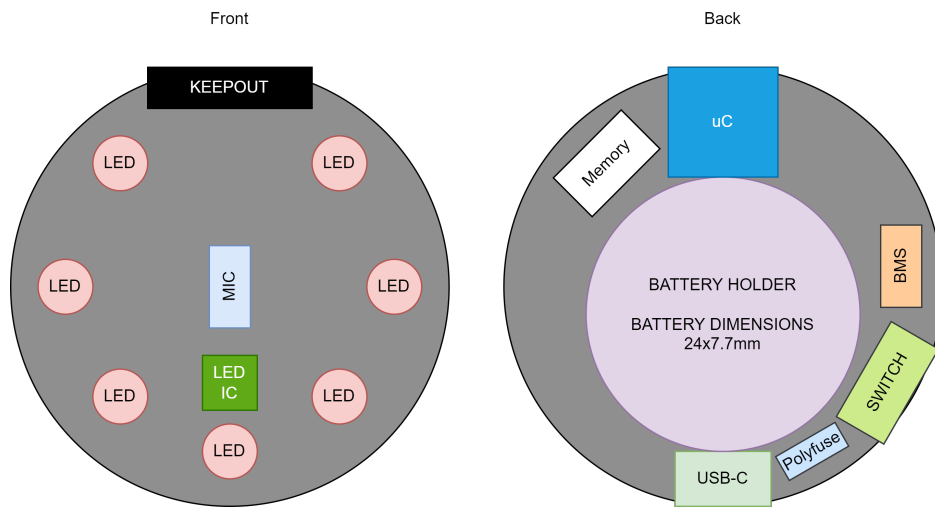 Front
Back
KEEPOUT
LED
LED
LED
MIC
LED
LED
IC
LED
LED
LED
uC
Memory
BATTERY HOLDER
BATTERY DIMENSIONS
24x7.7mm
BMS
SWITCH
Polyfuse
USB-C